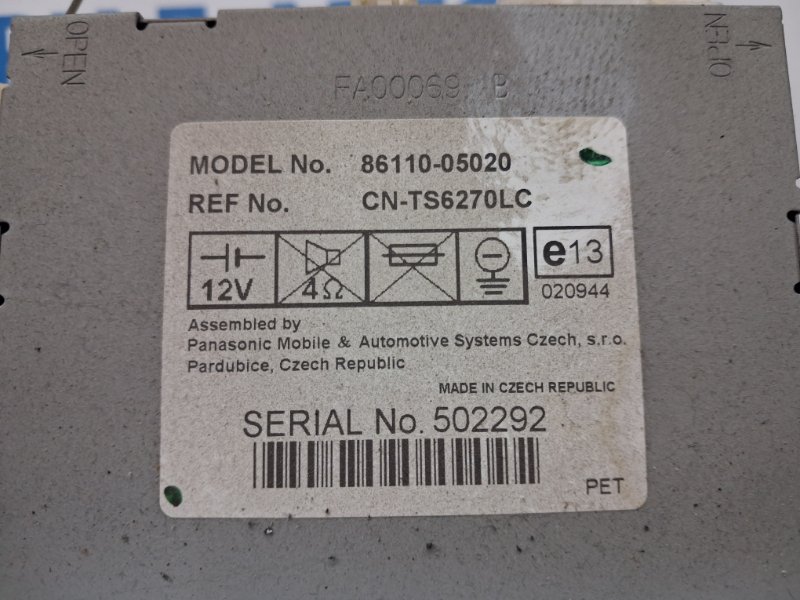 OPEN
OPEN
FA00069 B
MODEL No. 86110-05020
REF No. CN-TS6270LC
12V 4Ω e13
020944
Assembled by
Panasonic Mobile & Automotive Systems Czech, s.r.o.
Pardubice, Czech Republic
MADE IN CZECH REPUBLIC
SERIAL No. 502292
PET